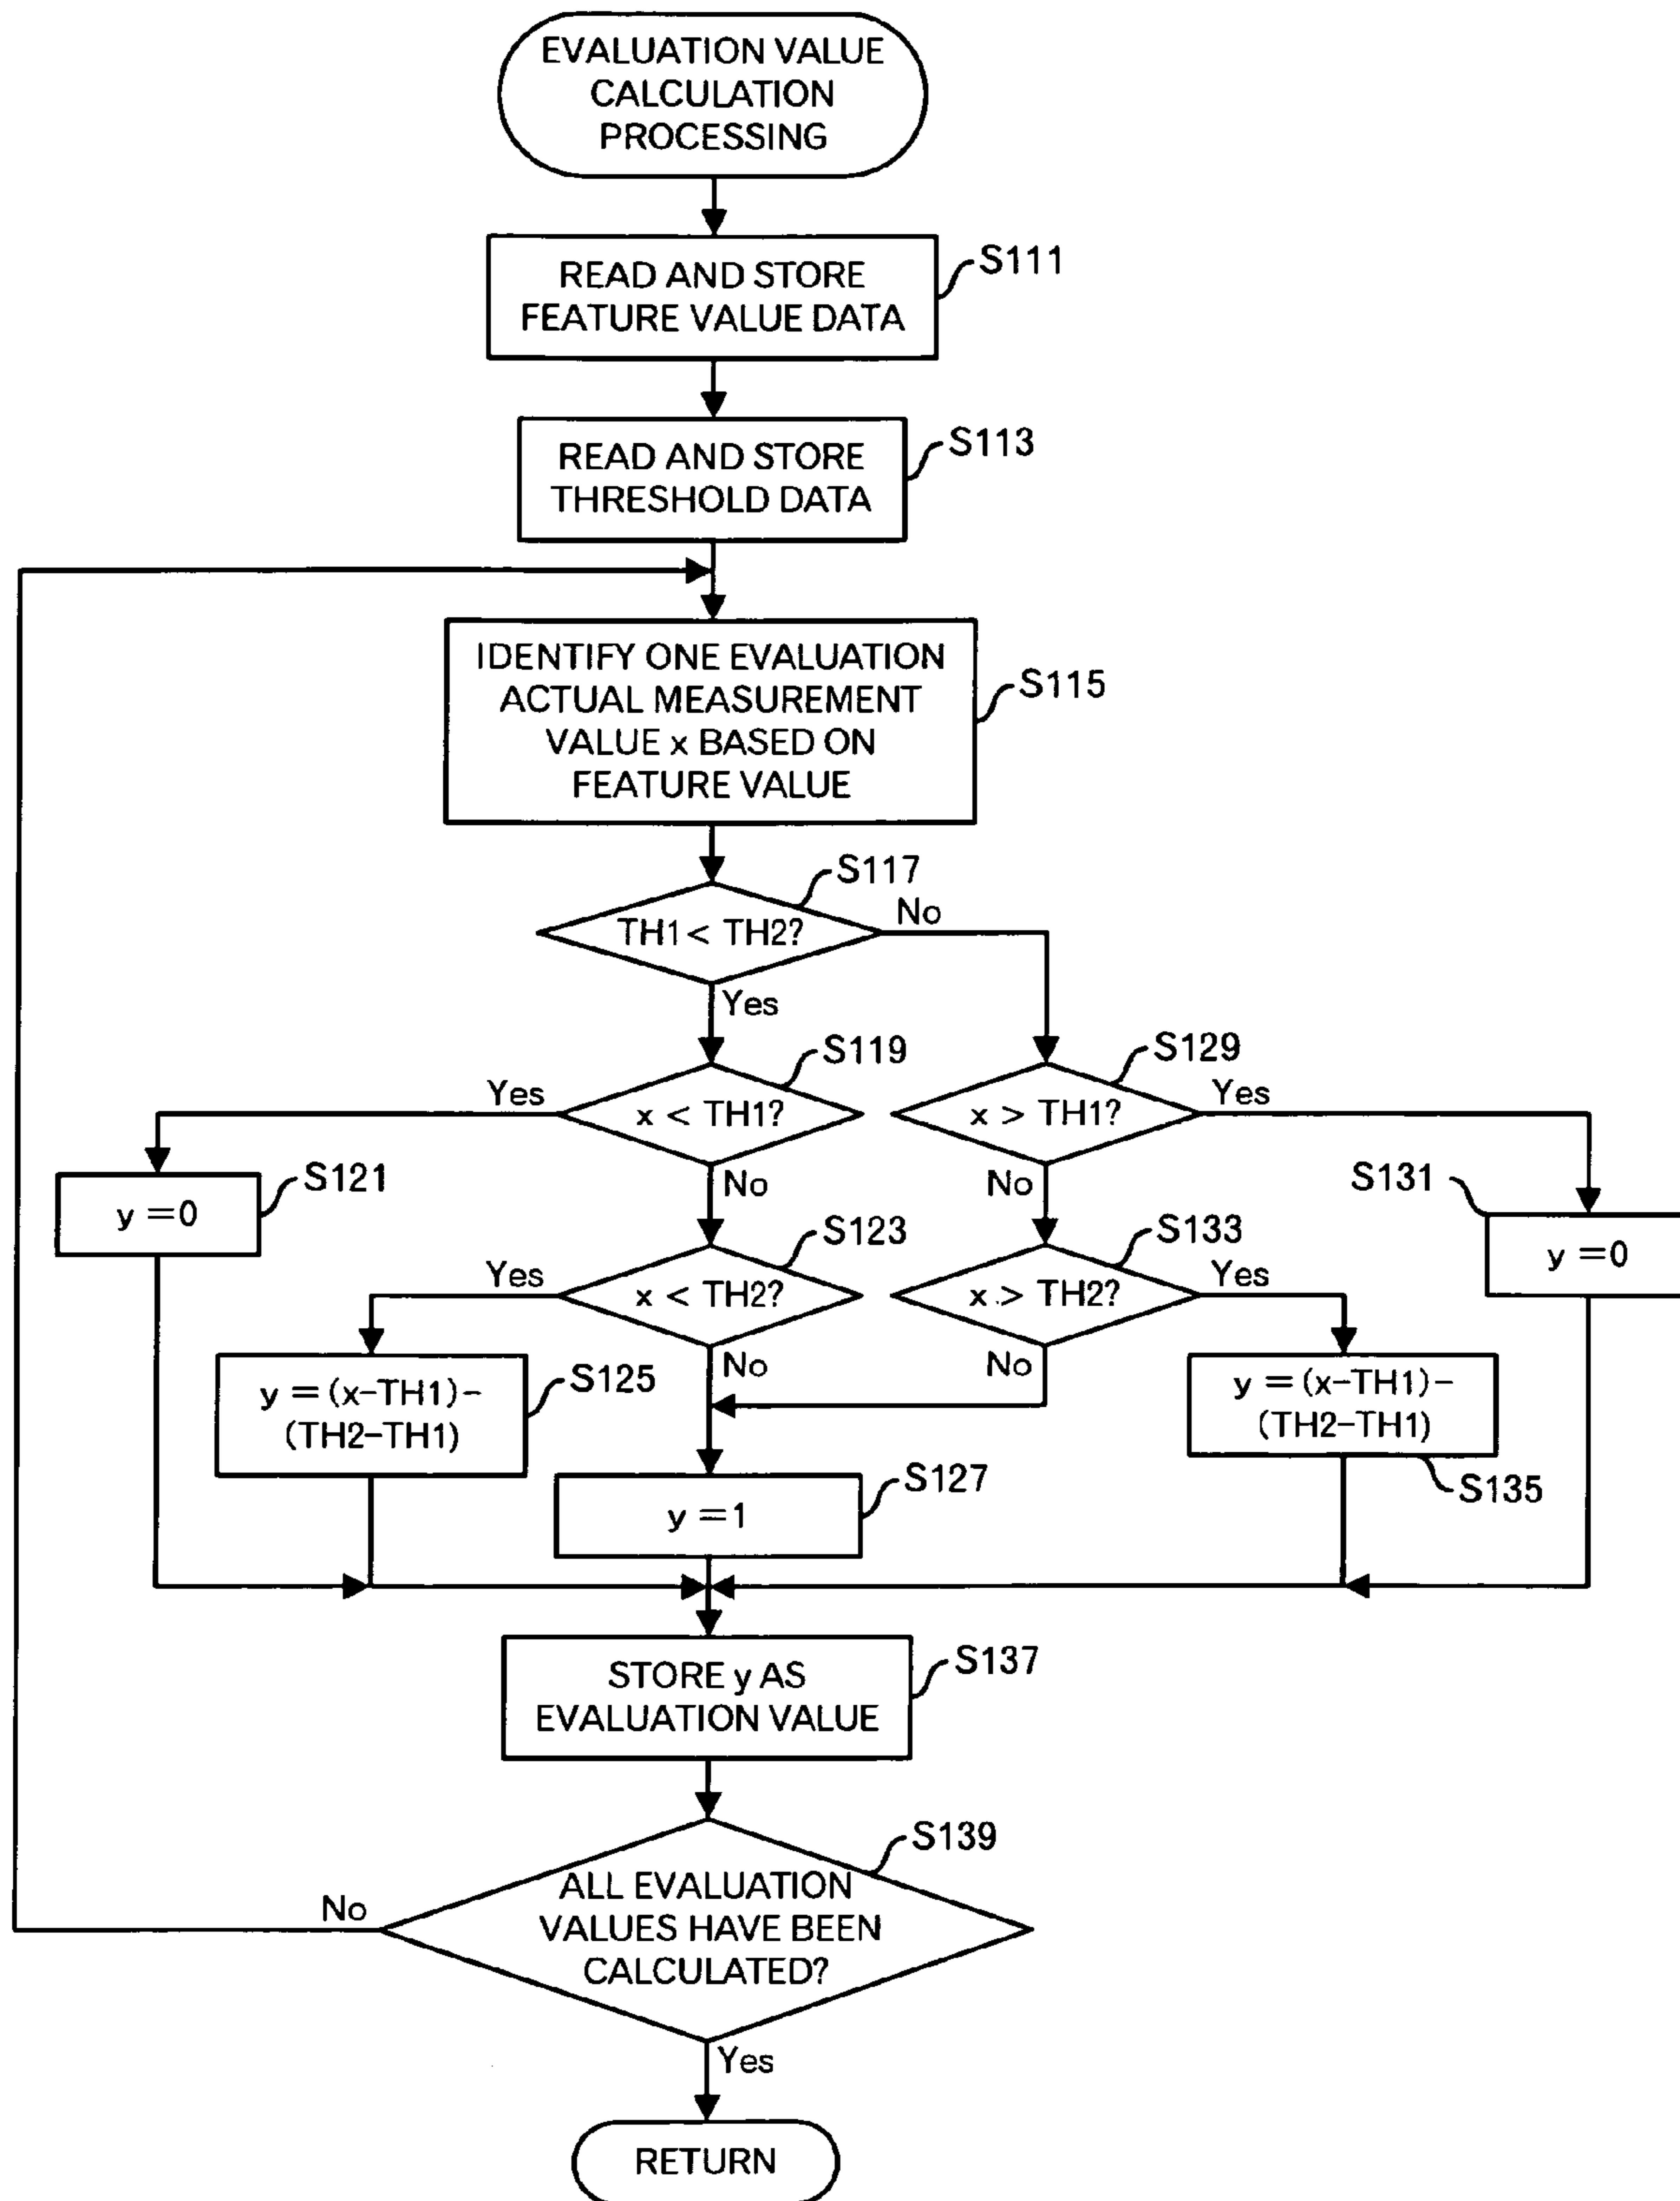 EVALUATION VALUE
CALCULATION
PROCESSING
READ AND STORE
FEATURE VALUE DATA
S111
READ AND STORE
THRESHOLD DATA
S113
IDENTIFY ONE EVALUATION
ACTUAL MEASUREMENT
VALUE x BASED ON
FEATURE VALUE
S115
S117
TH1 < TH2?
No
Yes
S119
x < TH1?
Yes
No
S129
x > TH1?
Yes
No
S121
y =0
S131
y =0
S123
x < TH2?
Yes
No
S133
x > TH2?
Yes
No
y = (x-TH1)-
(TH2-TH1)
S125
y = (x-TH1)-
(TH2-TH1)
S135
S127
y =1
STORE y AS
EVALUATION VALUE
S137
S139
ALL EVALUATION
VALUES HAVE BEEN
CALCULATED?
No
Yes
RETURN